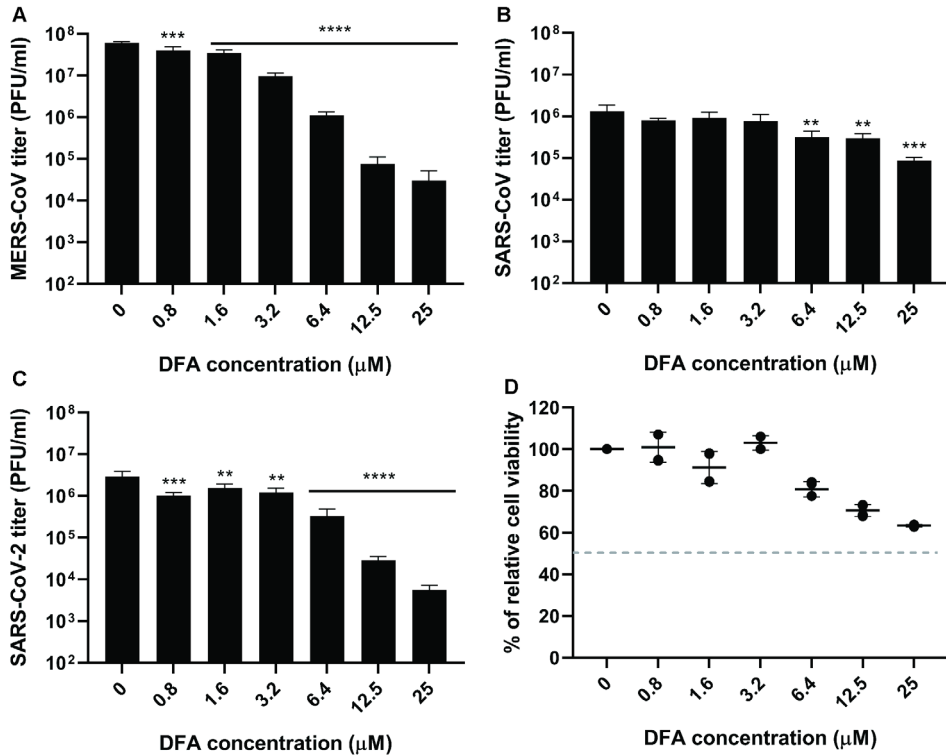 A
MERS-CoV titer (PFU/ml)
10⁸
10⁷
10⁶
10⁵
10⁴
10³
10²
***
****
0 0.8 1.6 3.2 6.4 12.5 25
DFA concentration (μM)
B
SARS-CoV titer (PFU/ml)
10⁸
10⁷
10⁶
10⁵
10⁴
10³
10²
**
**
***
0 0.8 1.6 3.2 6.4 12.5 25
DFA concentration (μM)
C
SARS-CoV-2 titer (PFU/ml)
10⁸
10⁷
10⁶
10⁵
10⁴
10³
10²
***
**
**
****
0 0.8 1.6 3.2 6.4 12.5 25
DFA concentration (μM)
D
% of relative cell viability
120
100
80
60
40
20
0
0 0.8 1.6 3.2 6.4 12.5 25
DFA concentration (μM)